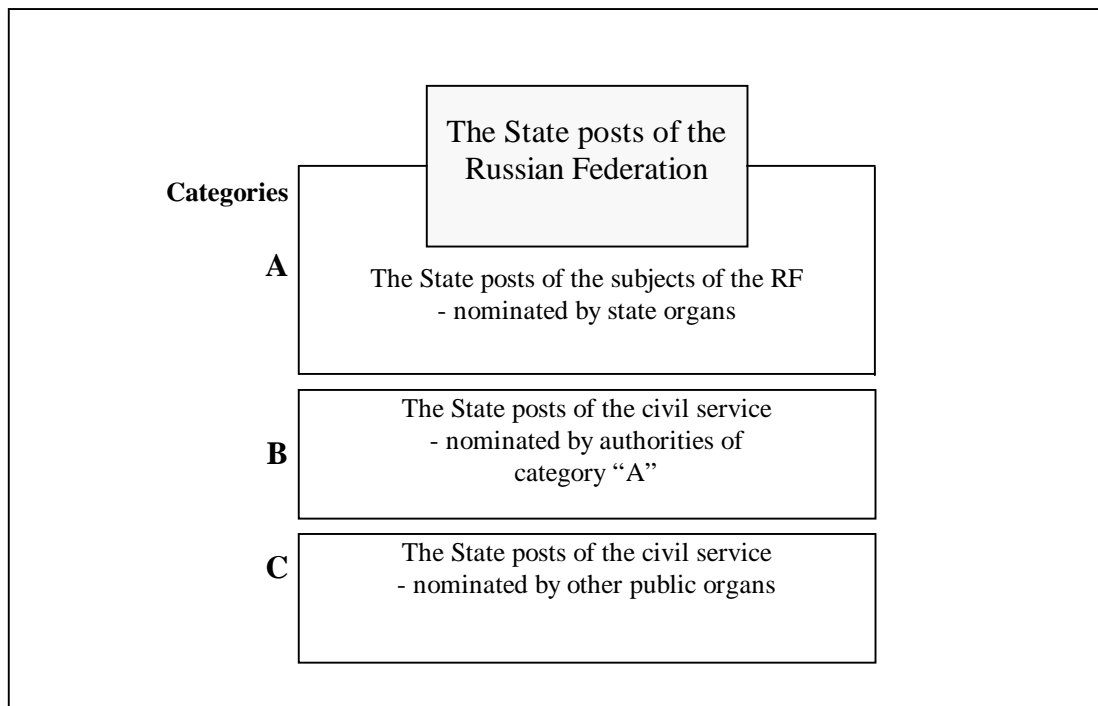 The State posts of the
Russian Federation
Categories
A
The State posts of the subjects of the RF
- nominated by state organs
B
The State posts of the civil service
- nominated by authorities of
category “A”
C
The State posts of the civil service
- nominated by other public organs